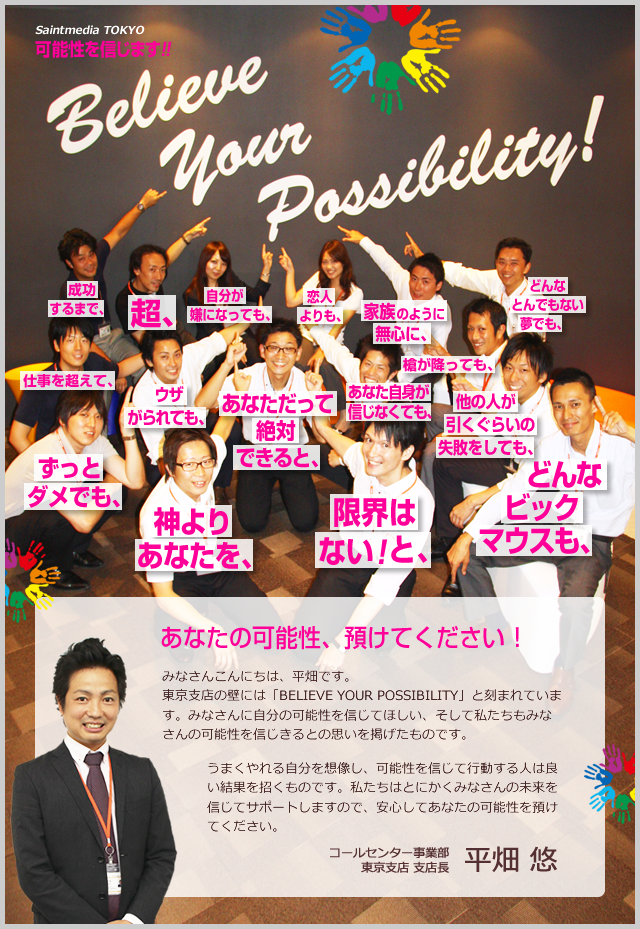 Saintmedia TOKYO
可能性を信じます!!
Believe
Your
Possibility!
成功
するまで、
超、
自分が
嫌になっても、
恋人
よりも、
家族のように
無心に、
どんな
とんでもない
夢でも、
仕事を超えて、
ウザ
がられても、
あなただって
絶対
できると、
あなた自身が
信じなくても、
槍が降っても、
他の人が
引くぐらいの
失敗をしても、
ずっと
ダメでも、
神より
あなたを、
限界は
ない!と、
どんな
ビック
マウスも、
あなたの可能性、預けてください！
みなさんこんにちは、平畑です。
東京支店の壁には「BELIEVE YOUR POSSIBILITY」と刻まれていま
す。みなさんに自分の可能性を信じてほしい、そして私たちもみな
さんの可能性を信じきるとの思いを掲げたものです。
うまくやれる自分を想像し、可能性を信じて行動する人は良
い結果を招くものです。私たちはとにかくみなさんの未来を
信じてサポートしますので、安心してあなたの可能性を預け
てください。
コールセンター事業部
東京支店 支店長
平畑 悠